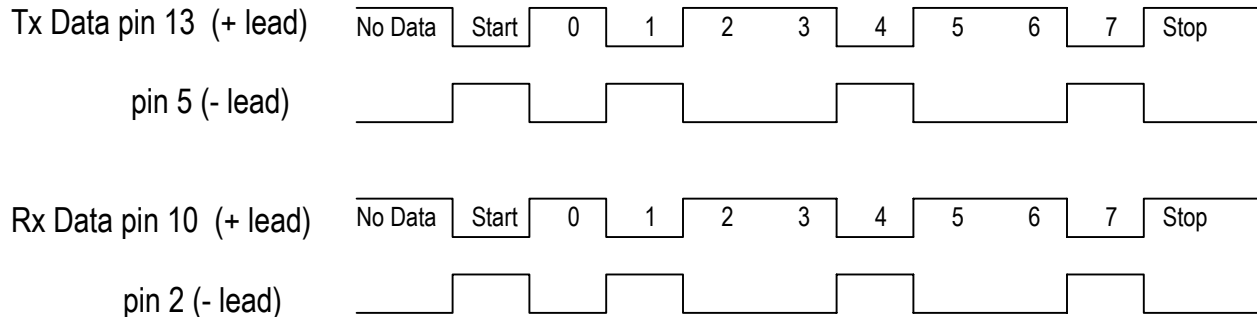 Tx Data pin 13 (+ lead) No Data Start 0 1 2 3 4 5 6 7 Stop
pin 5 (- lead)
Rx Data pin 10 (+ lead) No Data Start 0 1 2 3 4 5 6 7 Stop
pin 2 (- lead)